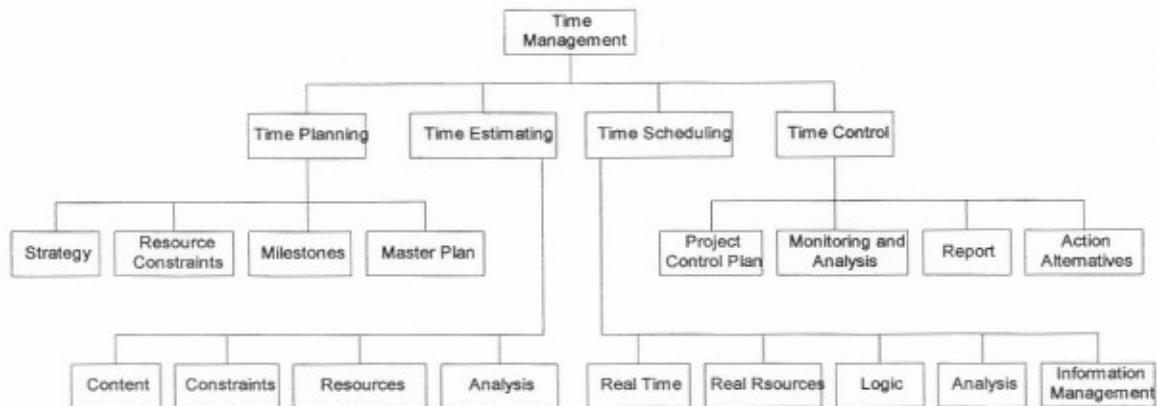 Time
Management
Time Planning
Time Estimating
Time Scheduling
Time Control
Strategy
Resource
Constraints
Milestones
Master Plan
Project
Control Plan
Monitoring and
Analysis
Report
Action
Alternatives
Content
Constraints
Resources
Analysis
Real Time
Real Rsources
Logic
Analysis
Information
Management